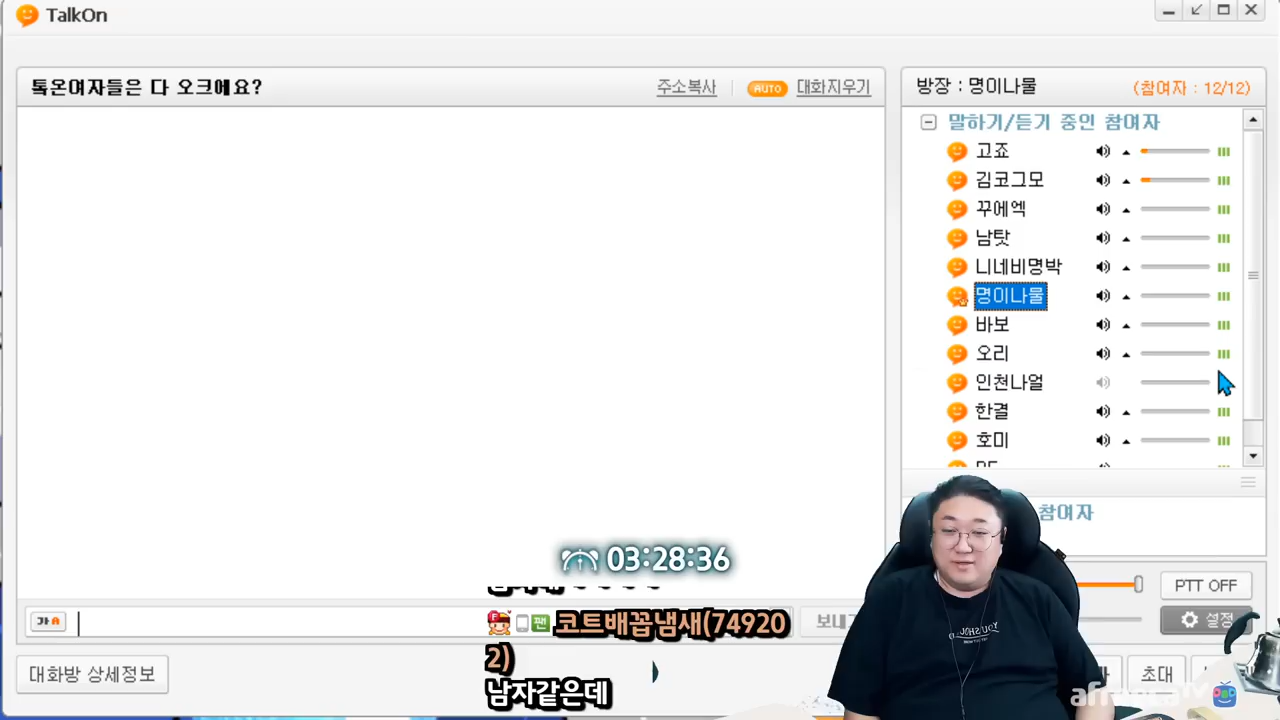 TalkOn
톡온여자들은 다 오크에요?
주소복사
AUTO
대화지우기
방장 : 명이나물
(참여자 : 12/12)
말하기/듣기 중인 참여자
고죠
김코그모
꾸에엑
남탓
니네비명박
명이나물
바보
오리
인천나얼
한결
호미
참여자
03:28:36
PTT OFF
가A
팬 코트배꼽냄새(74920
2)
남자같은데
설정
대화방 상세정보
초대